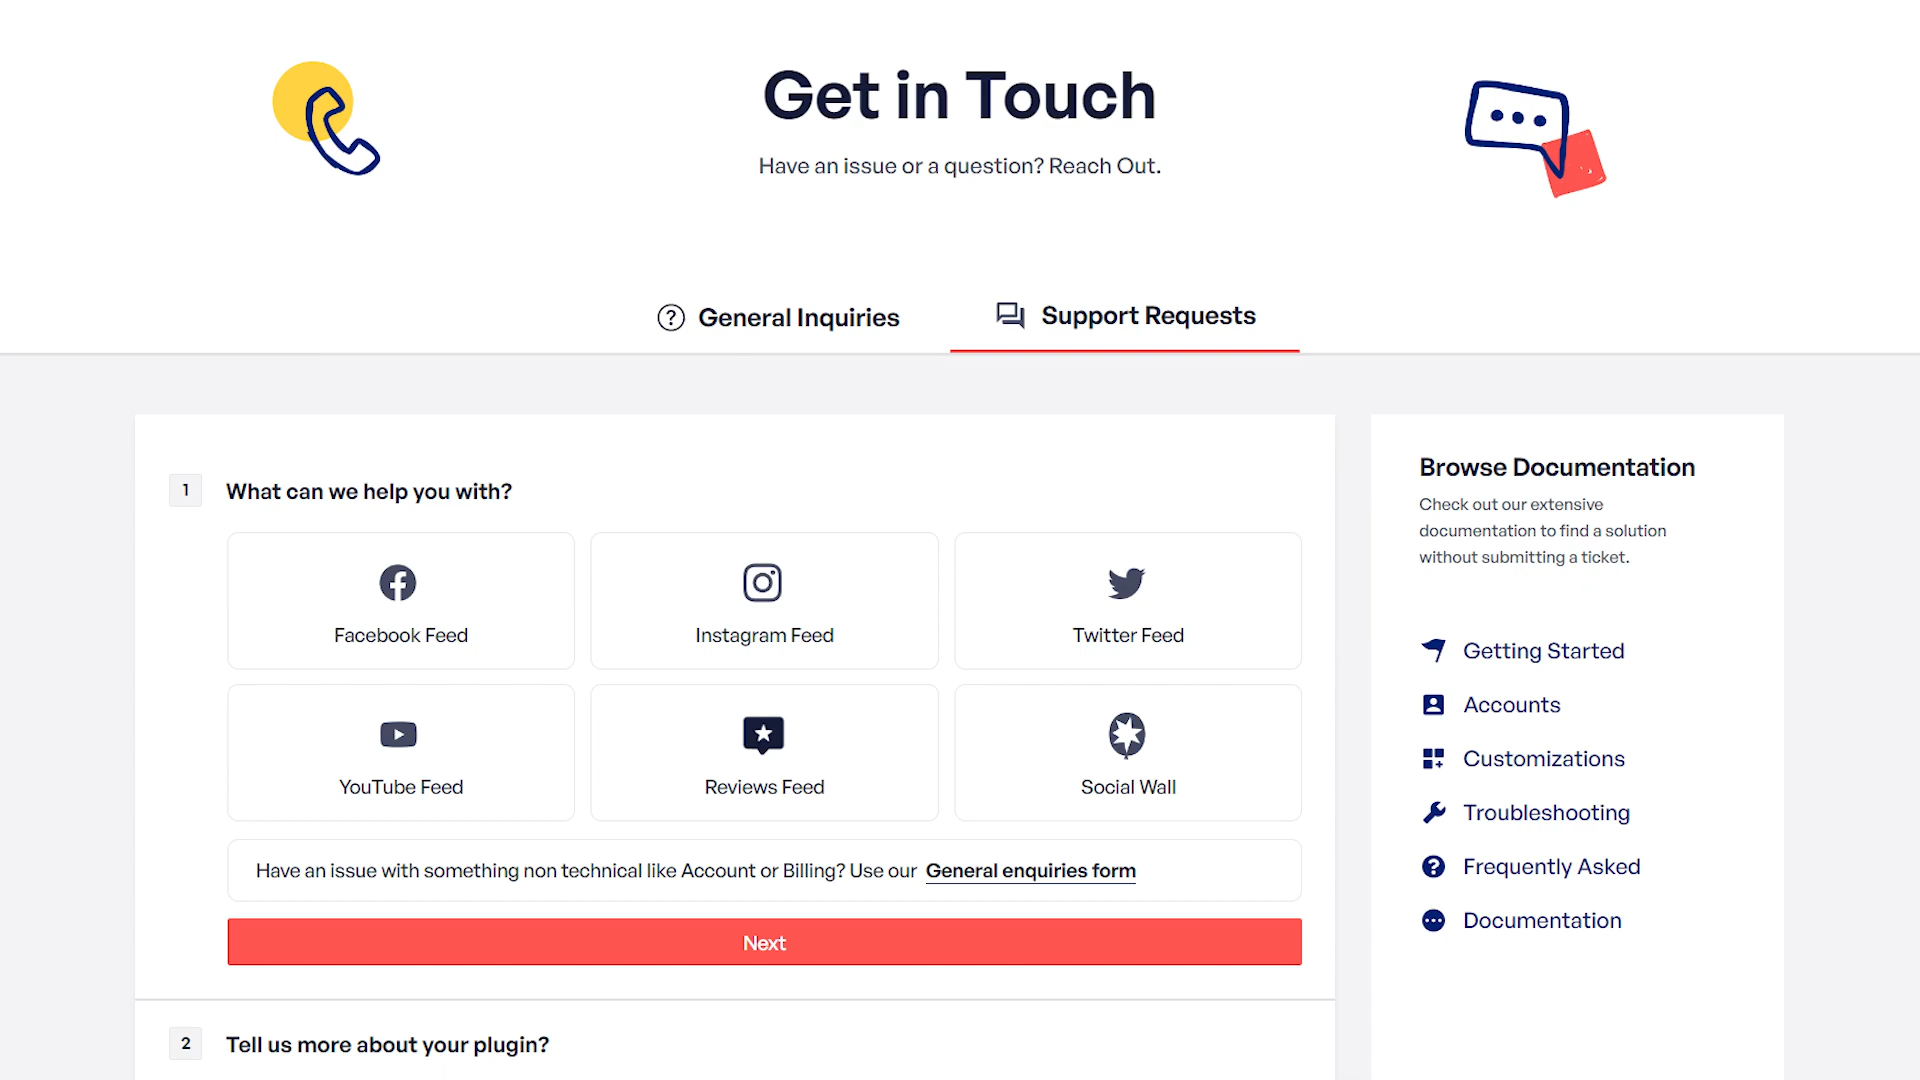 Get in Touch
Have an issue or a question? Reach Out.
General Inquiries
Support Requests
1
What can we help you with?
Facebook Feed
Instagram Feed
Twitter Feed
YouTube Feed
Reviews Feed
Social Wall
Have an issue with something non technical like Account or Billing? Use our General enquiries form
Next
2
Tell us more about your plugin?
Browse Documentation
Check out our extensive
documentation to find a solution
without submitting a ticket.
Getting Started
Accounts
Customizations
Troubleshooting
Frequently Asked
Documentation